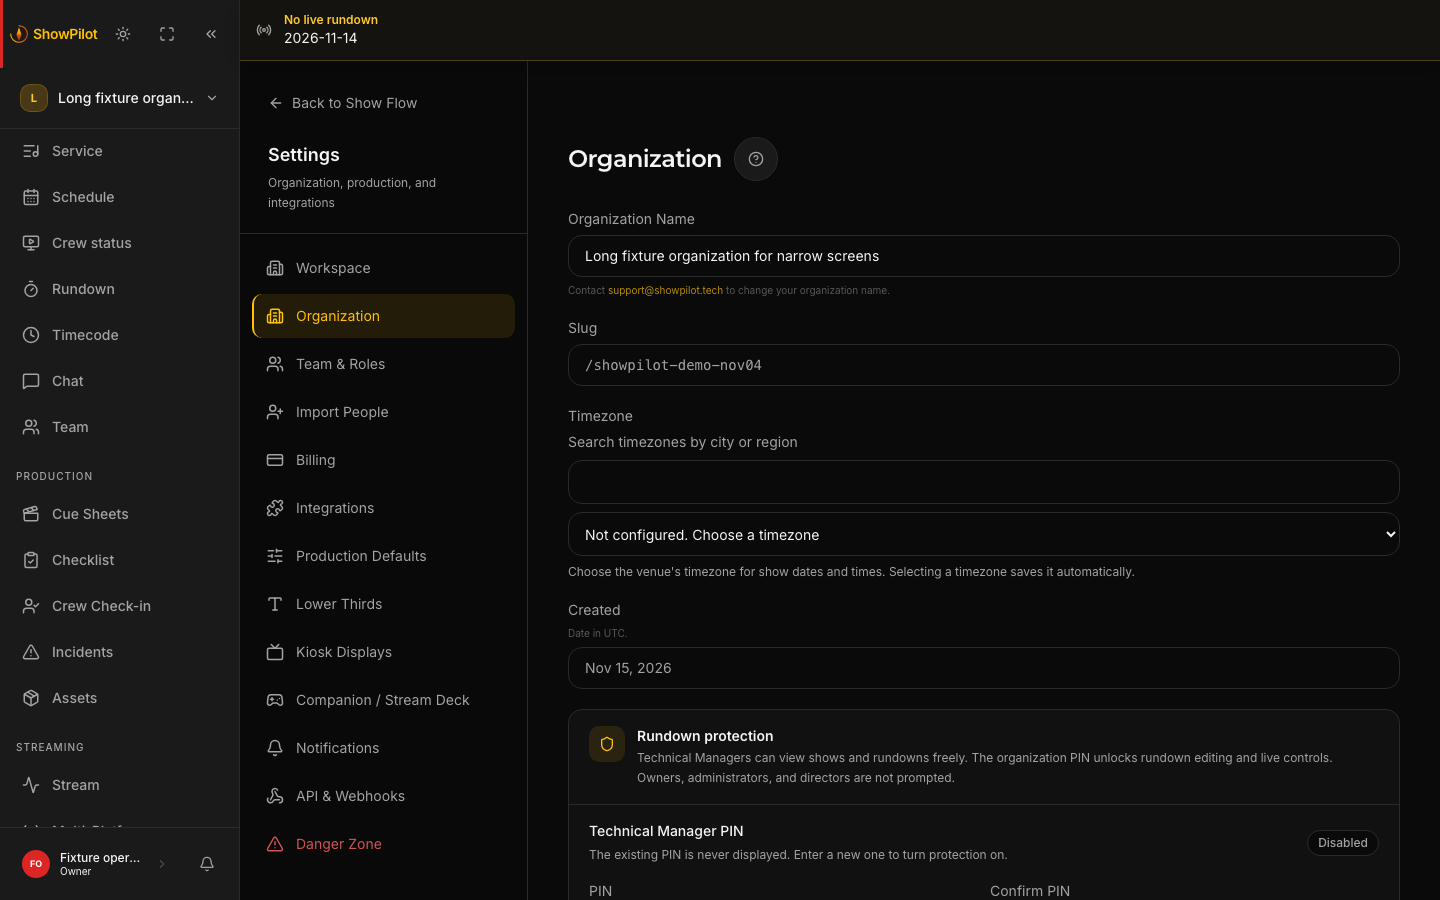 ShowPilot
No live rundown
2026-11-14
L
Long fixture organ...
Service
Schedule
Crew status
Rundown
Timecode
Chat
Team
PRODUCTION
Cue Sheets
Checklist
Crew Check-in
Incidents
Assets
STREAMING
Stream
FO
Fixture oper...
Owner
Back to Show Flow
Settings
Organization, production, and
integrations
Workspace
Organization
Team & Roles
Import People
Billing
Integrations
Production Defaults
Lower Thirds
Kiosk Displays
Companion / Stream Deck
Notifications
API & Webhooks
Danger Zone
Organization
Organization Name
Long fixture organization for narrow screens
Contact support@showpilot.tech to change your organization name.
Slug
/showpilot-demo-nov04
Timezone
Search timezones by city or region
Not configured. Choose a timezone
Choose the venue's timezone for show dates and times. Selecting a timezone saves it automatically.
Created
Date in UTC.
Nov 15, 2026
Rundown protection
Technical Managers can view shows and rundowns freely. The organization PIN unlocks rundown editing and live controls.
Owners, administrators, and directors are not prompted.
Technical Manager PIN
The existing PIN is never displayed. Enter a new one to turn protection on.
Disabled
PIN
Confirm PIN